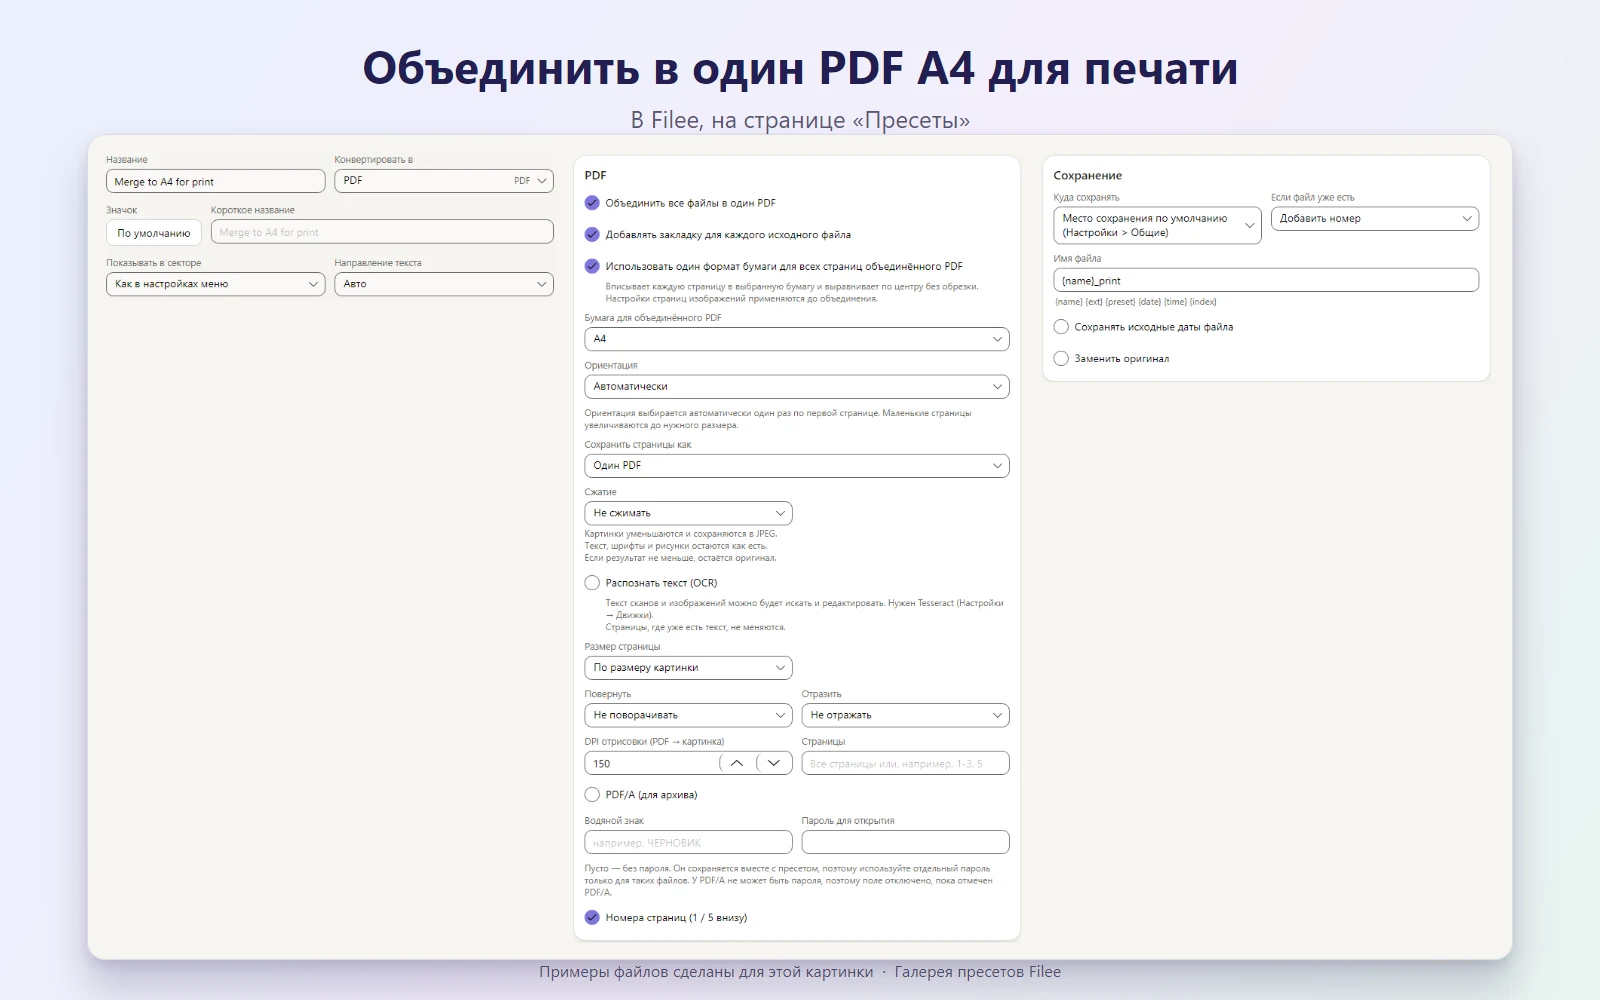 Объединить в один PDF A4 для печати
В Filee, на странице «Пресеты»
Название
Конвертировать в
Merge to A4 for print
PDF
PDF
Значок
Короткое название
По умолчанию
Merge to A4 for print
Показывать в секторе
Направление текста
Как в настройках меню
Авто
PDF
Объединить все файлы в один PDF
Добавлять закладку для каждого исходного файла
Использовать один формат бумаги для всех страниц объединённого PDF
Вписывает каждую страницу в выбранную бумагу и выравнивает по центру без обрезки.
Настройки страниц изображений применяются до объединения.
Бумага для объединённого PDF
A4
Ориентация
Автоматически
Ориентация выбирается автоматически один раз по первой странице. Маленькие страницы
увеличиваются до нужного размера.
Сохранить страницы как
Один PDF
Сжатие
Не сжимать
Картинки уменьшаются и сохраняются в JPEG.
Текст, шрифты и рисунки остаются как есть.
Если результат не меньше, остаётся оригинал.
Распознать текст (OCR)
Текст сканов и изображений можно будет искать и редактировать. Нужен Tesseract (Настройки
→ Движки).
Страницы, где уже есть текст, не меняются.
Размер страницы
По размеру картинки
Повернуть
Отразить
Не поворачивать
Не отражать
DPI отрисовки (PDF → картинка)
Страницы
150
Все страницы или, например, 1-3, 5
PDF/A (для архива)
Водяной знак
Пароль для открытия
например, ЧЕРНОВИК
Пусто — без пароля. Он сохраняется вместе с пресетом, поэтому используйте отдельный пароль
только для таких файлов. У PDF/A не может быть пароля, поэтому поле отключено, пока отмечен
PDF/A.
Номера страниц (1 / 5 внизу)
Сохранение
Куда сохранять
Если файл уже есть
Место сохранения по умолчанию
(Настройки > Общие)
Добавить номер
Имя файла
{name}_print
{name} {ext} {preset} {date} {time} {index}
Сохранять исходные даты файла
Заменить оригинал
Примеры файлов сделаны для этой картинки · Галерея пресетов Filee